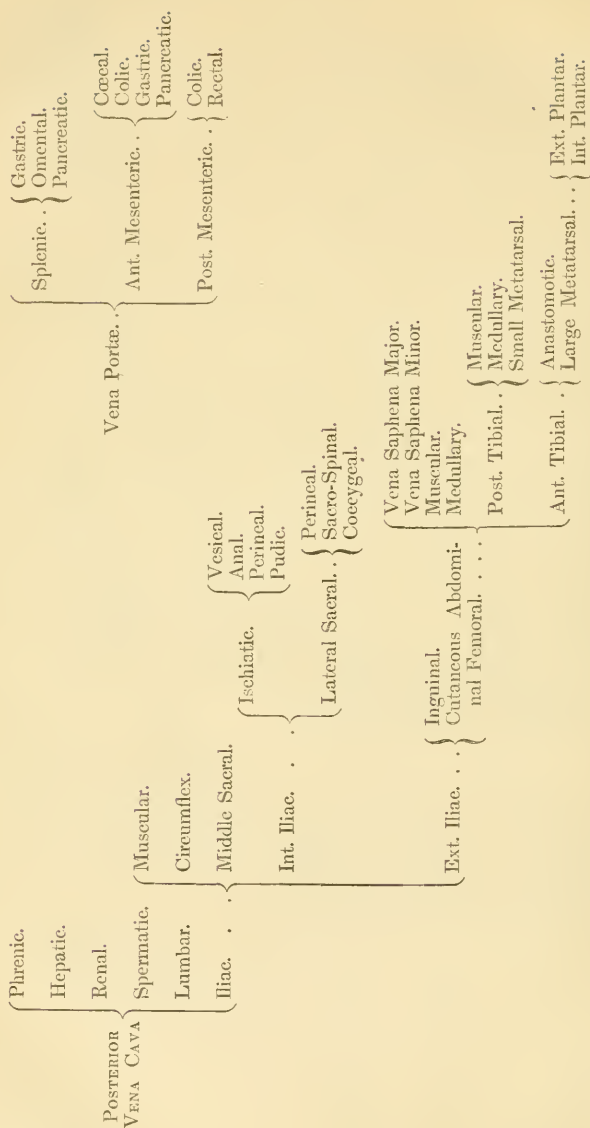 POSTERIOR
VENA CAVA
Phrenic.
Hepatic.
Renal.
Spermatic.
Lumbar.
Iliac. . .
Muscular.
Circumflex.
Middle Sacral.
Int. Iliac. . .
Ext. Iliac. . .
Ischiatic.
Lateral Sacral. .
Vesical.
Anal.
Perineal.
Pudic.
Perineal.
Sacro-Spinal.
Coccygeal.
Inguinal.
Cutaneous Abdomi-
nal Femoral. . . .
Vena Saphena Major.
Vena Saphena Minor.
Muscular.
Medullary.
Post. Tibial. .
Ant. Tibial. .
Muscular.
Medullary.
Small Metatarsal.
Anastomotic.
Large Metatarsal. . .
Ext. Plantar.
Int. Plantar.
Vena Portæ. .
Splenic. .
Ant. Mesenteric. .
Post. Mesenteric. .
Gastric.
Omental.
Pancreatic.
Cœcal.
Colic.
Gastric.
Pancreatic.
Colic.
Rectal.